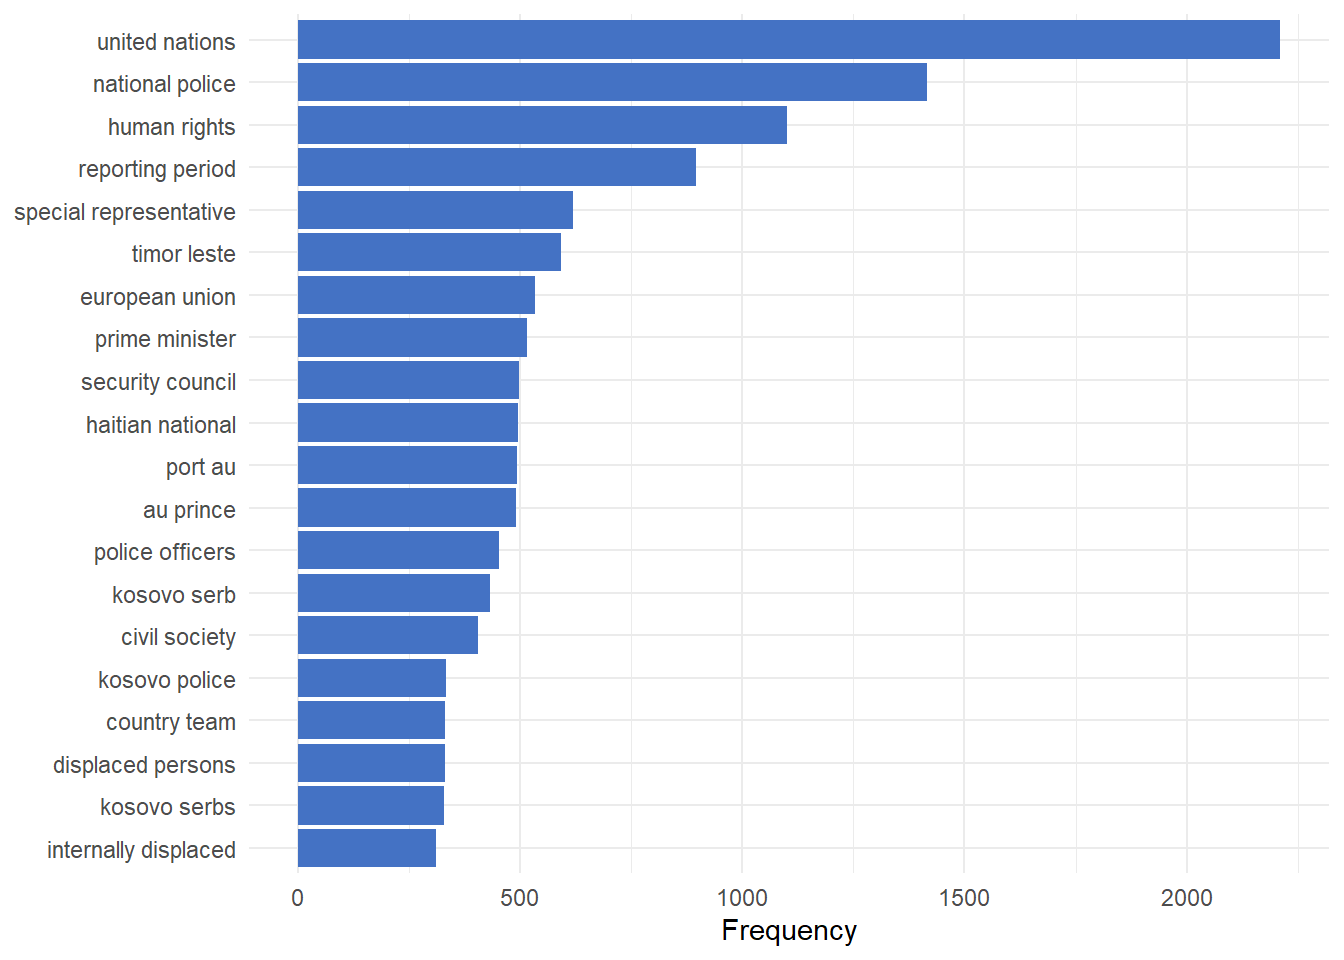 united nations
national police
human rights
reporting period
special representative
timor leste
european union
prime minister
security council
haitian national
port au
au prince
police officers
kosovo serb
civil society
kosovo police
country team
displaced persons
kosovo serbs
internally displaced
0 500 1000 1500 2000
Frequency